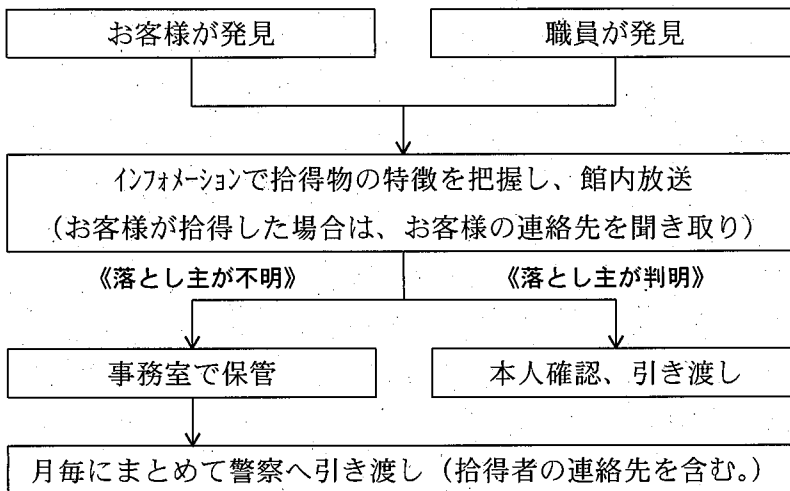 お客様が発見
職員が発見
インフォメーションで拾得物の特徴を把握し、館内放送
（お客様が拾得した場合は、お客様の連絡先を聞き取り）
《落とし主が不明》
《落とし主が判明》
事務室で保管
本人確認、引き渡し
月毎にまとめて警察へ引き渡し（拾得者の連絡先を含む。）